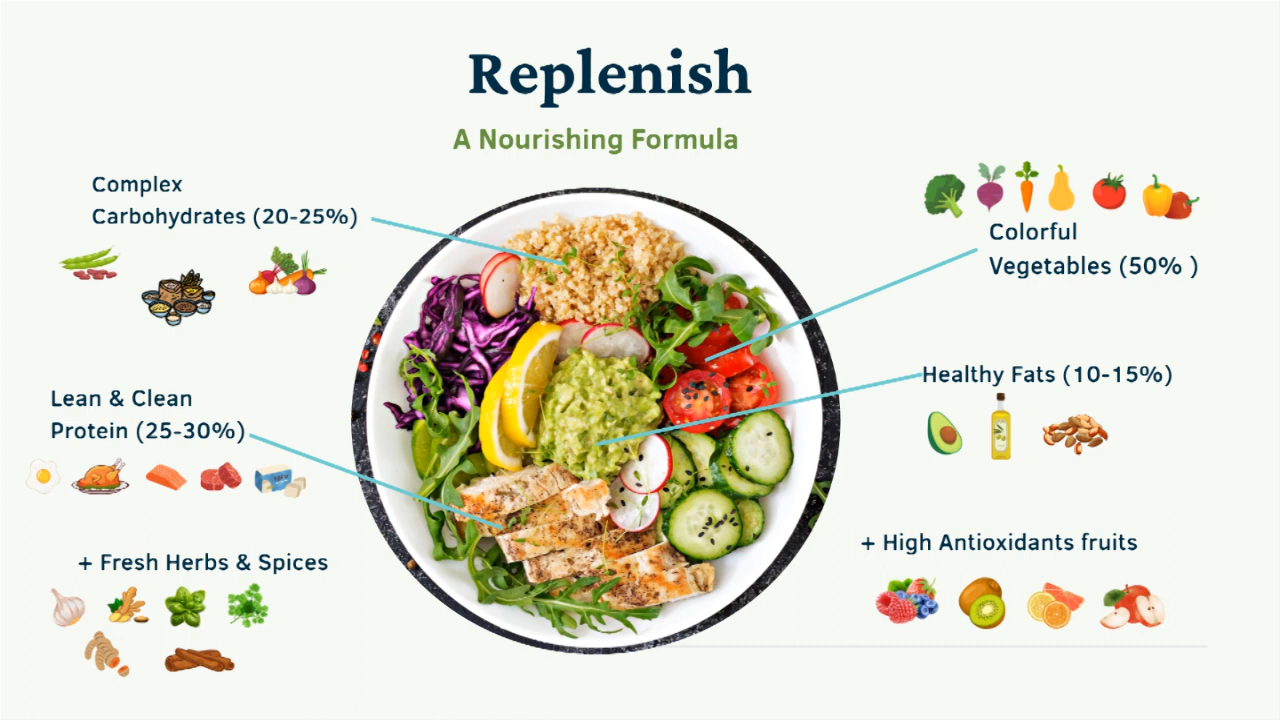 Replenish
A Nourishing Formula
Complex
Carbohydrates (20-25%)
Colorful
Vegetables (50% )
Lean & Clean
Protein (25-30%)
Healthy Fats (10-15%)
+ Fresh Herbs & Spices
+ High Antioxidants fruits